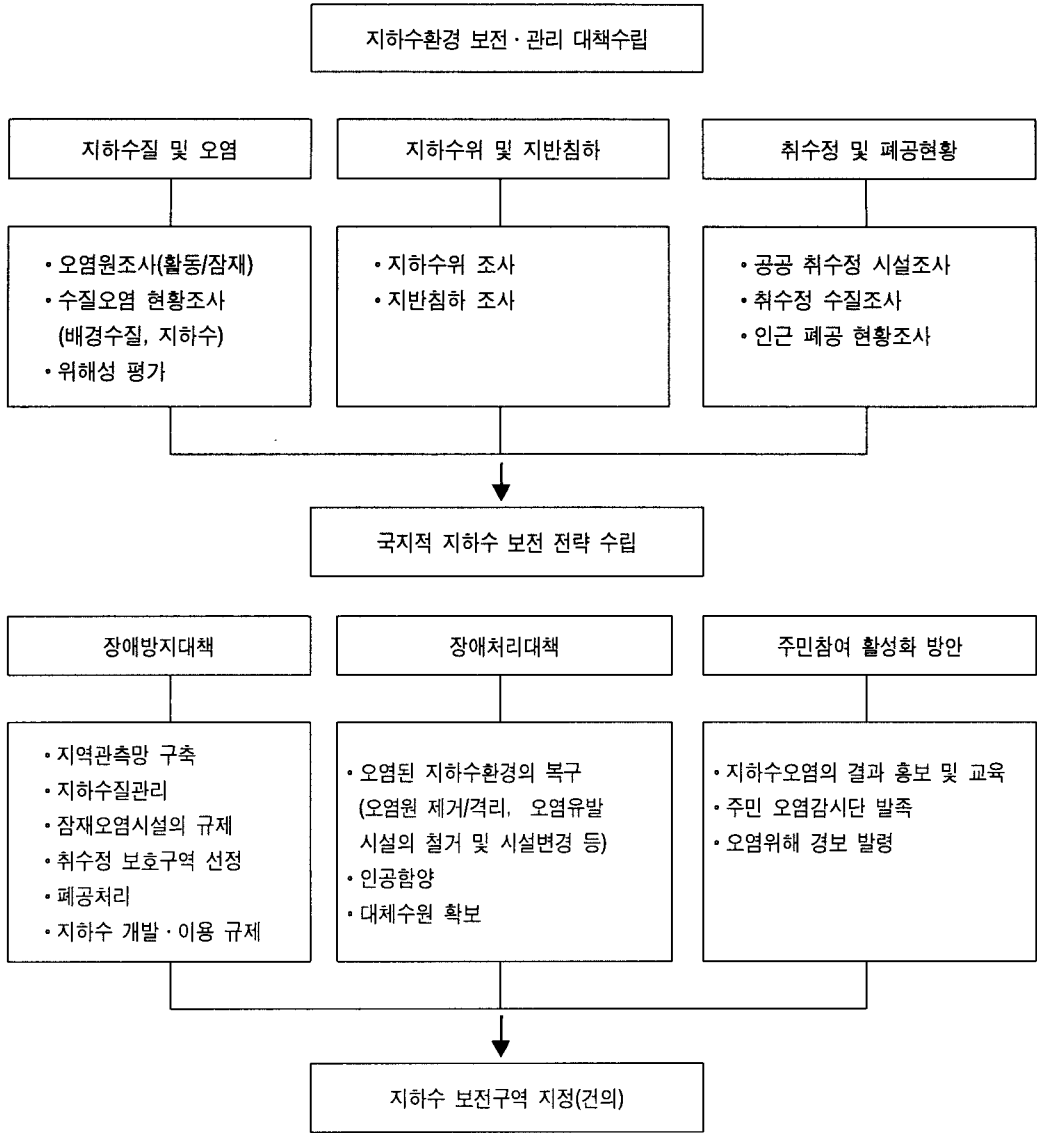 지하수환경 보전·관리 대책수립
지하수질 및 오염
지하수위 및 지반침하
취수정 및 폐공현황
• 오염원조사(활동/잠재)
• 수질오염 현황조사
(배경수질, 지하수)
• 위해성 평가
• 지하수위 조사
• 지반침하 조사
• 공공 취수정 시설조사
• 취수정 수질조사
• 인근 폐공 현황조사
국지적 지하수 보전 전략 수립
장애방지대책
장애처리대책
주민참여 활성화 방안
• 지역관측망 구축
• 지하수질관리
• 잠재오염시설의 규제
• 취수정 보호구역 선정
• 폐공처리
• 지하수 개발·이용 규제
• 오염된 지하수환경의 복구
(오염원 제거/격리, 오염유발
시설의 철거 및 시설변경 등)
• 인공함양
• 대체수원 확보
• 지하수오염의 결과 홍보 및 교육
• 주민 오염감시단 발족
• 오염위해 경보 발령
지하수 보전구역 지정(건의)